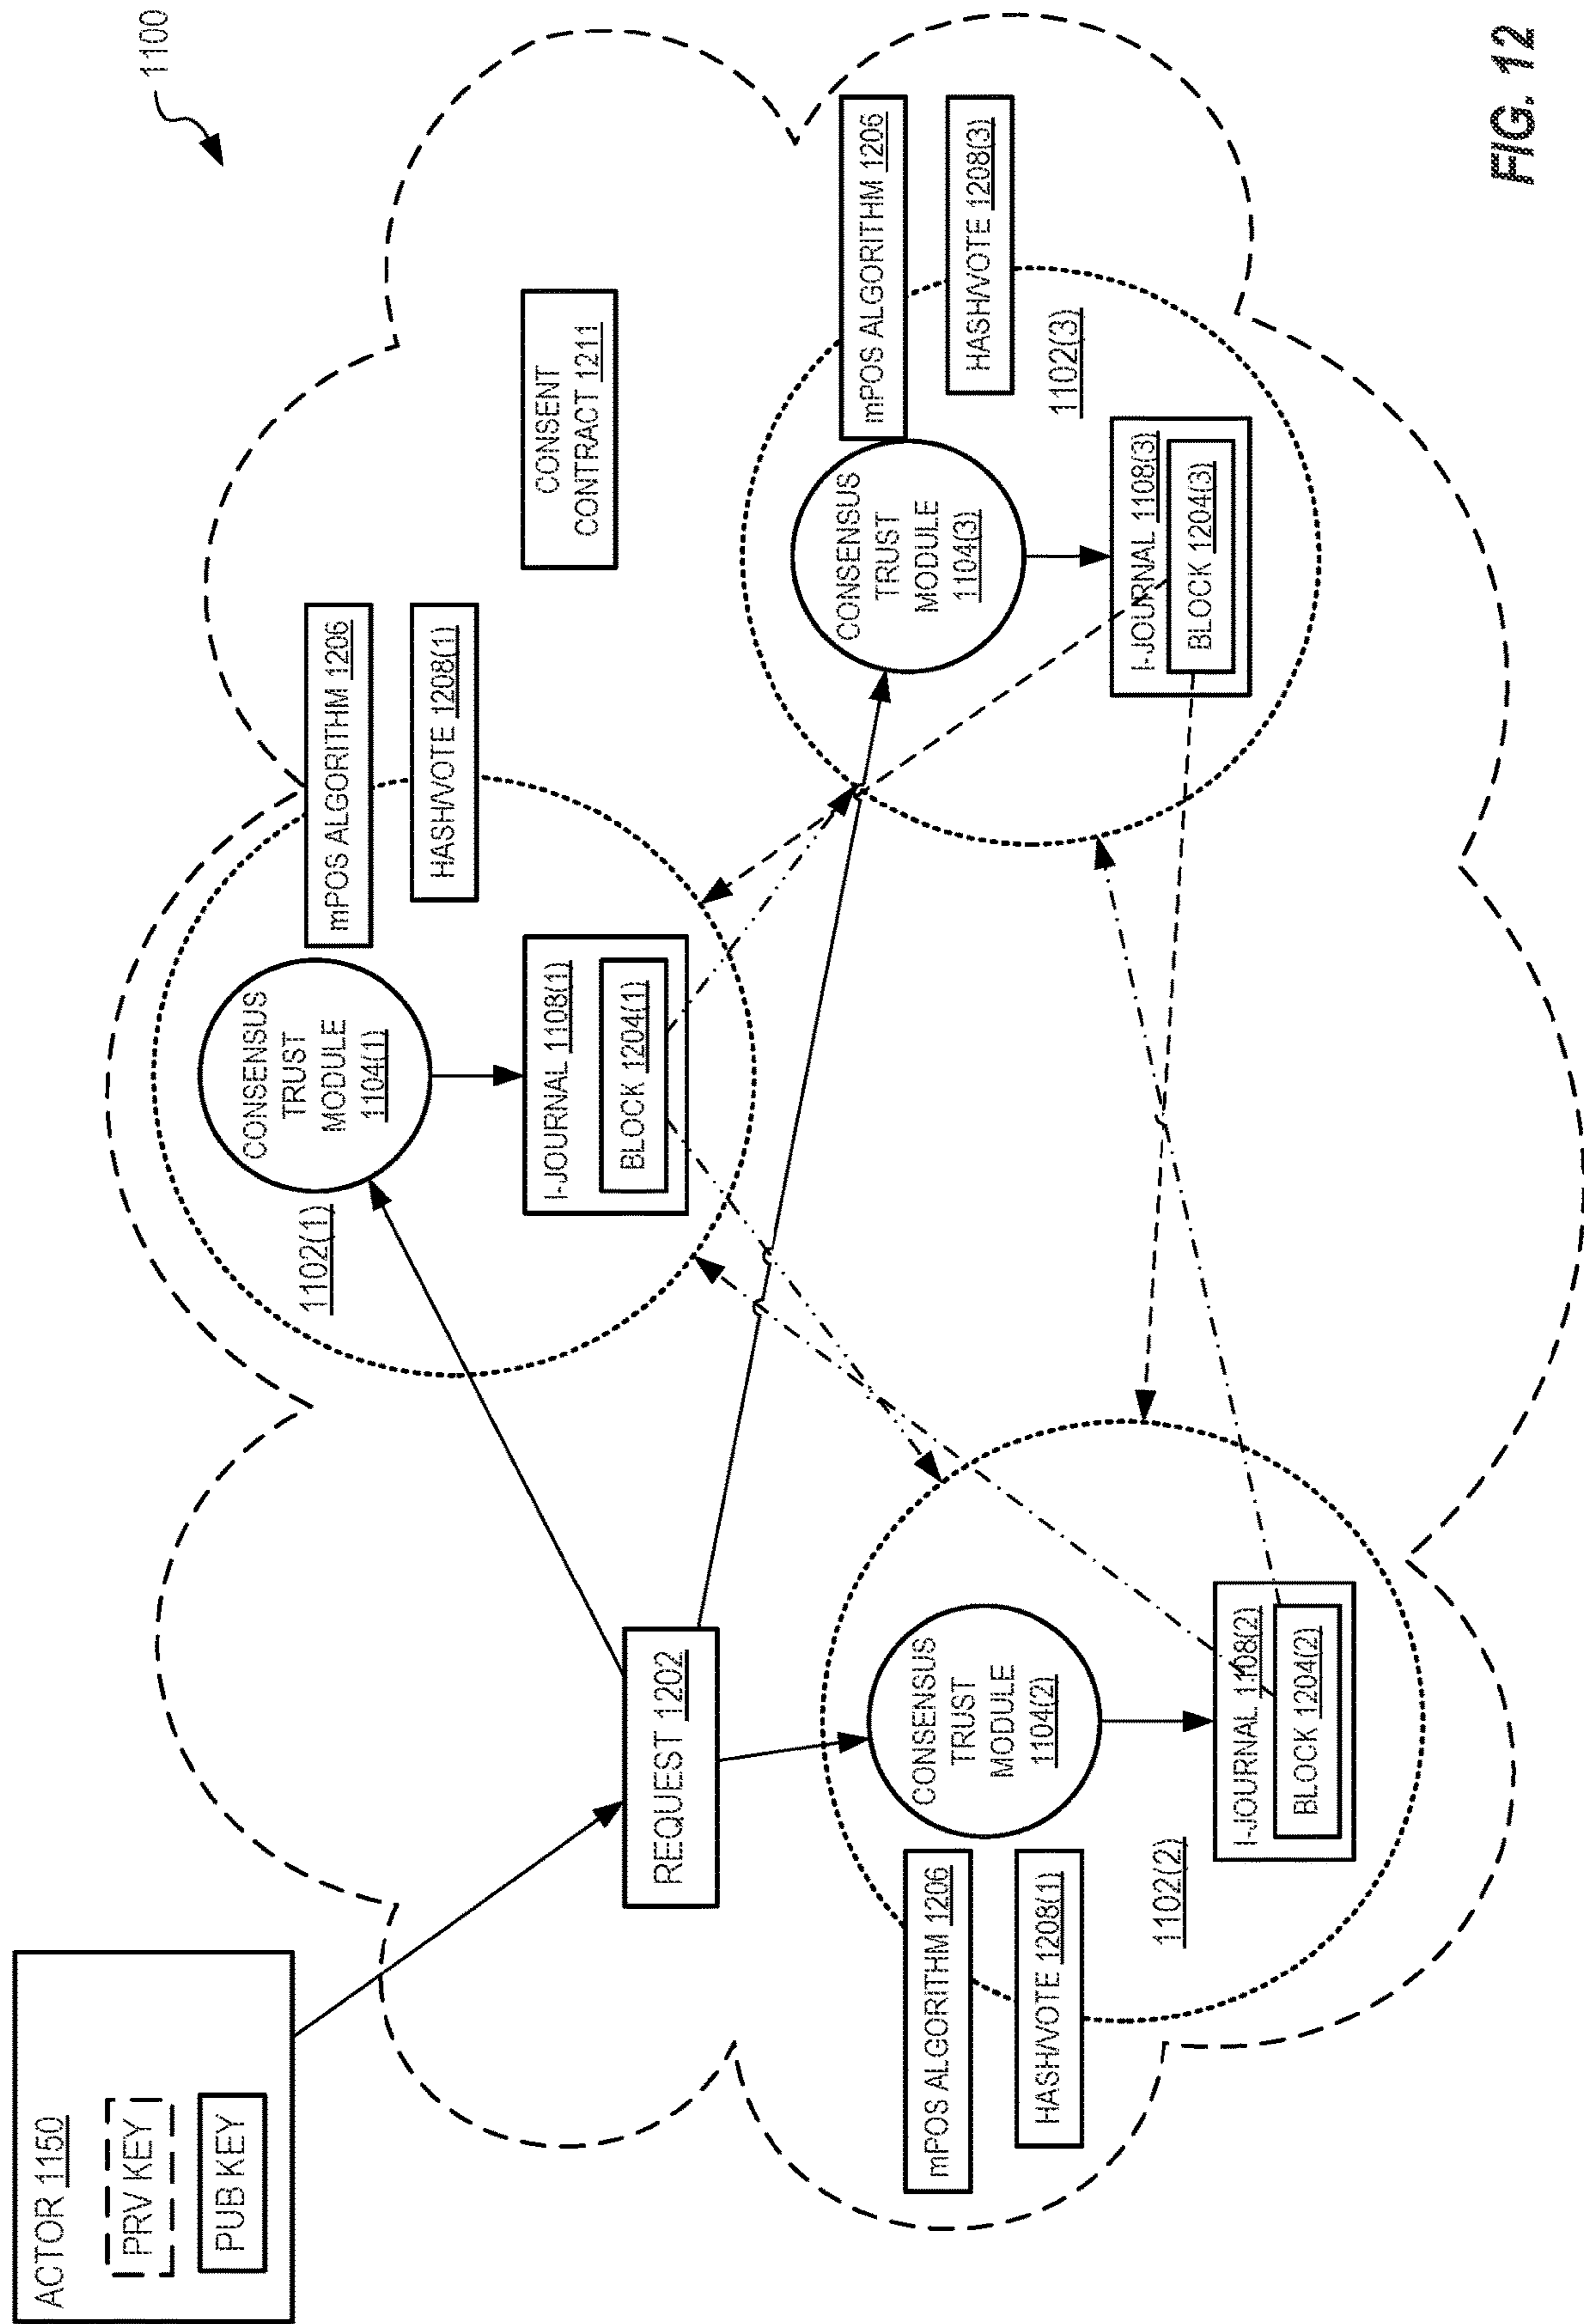 1100
ACTOR 1150
PRV KEY
PUB KEY
REQUEST 1202
1102(1)
CONSENSUS
TRUST
MODULE
1104(1)
mPOS ALGORITHM 1206
HASH/VOTE 1208(1)
I-JOURNAL 1108(1)
BLOCK 1204(1)
CONSENT
CONTRACT 1211
mPOS ALGORITHM 1206
HASH/VOTE 1208(1)
1102(2)
CONSENSUS
TRUST
MODULE
1104(2)
I-JOURNAL 1108(2)
BLOCK 1204(2)
CONSENSUS
TRUST
MODULE
1104(3)
mPOS ALGORITHM 1206
HASH/VOTE 1208(3)
1102(3)
I-JOURNAL 1108(3)
BLOCK 1204(3)
FIG. 12